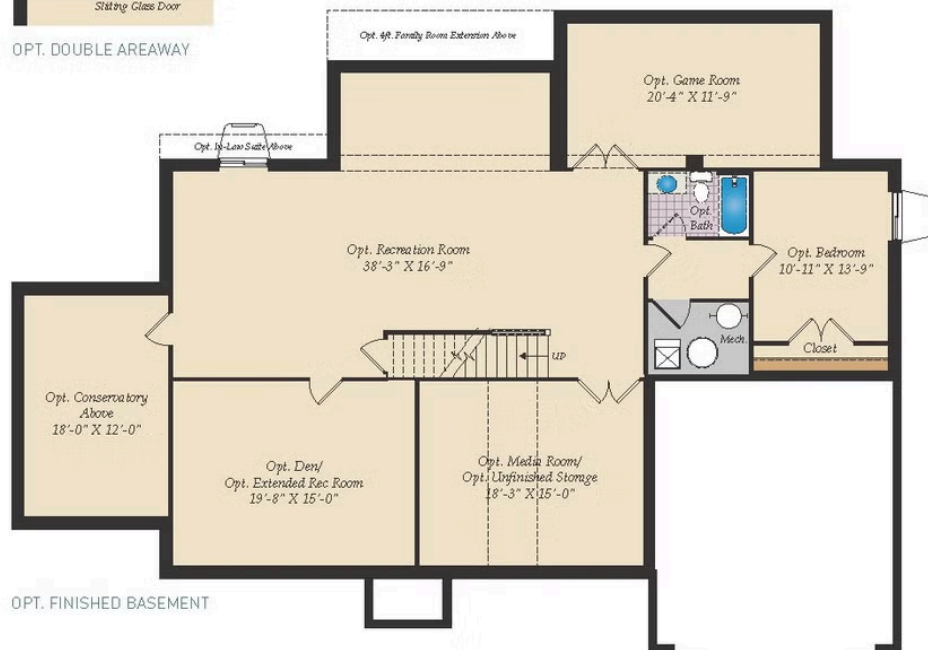 Sliding Glass Door
OPT. DOUBLE AREAWAY
Opt. 4ft. Family Room Extension Above
Opt. Game Room
20'-4" X 11'-9"
Opt. In-Law Suite Above
Opt.
Bath
Opt. Recreation Room
38'-3" X 16'-9"
Opt. Bedroom
10'-11" X 13'-9"
Mech.
Closet
UP
Opt. Conservatory
Above
18'-0" X 12'-0"
Opt. Den/
Opt. Extended Rec Room
19'-8" X 15'-0"
Opt. Media Room/
Opt. Unfinished Storage
18'-3" X 15'-0"
OPT. FINISHED BASEMENT